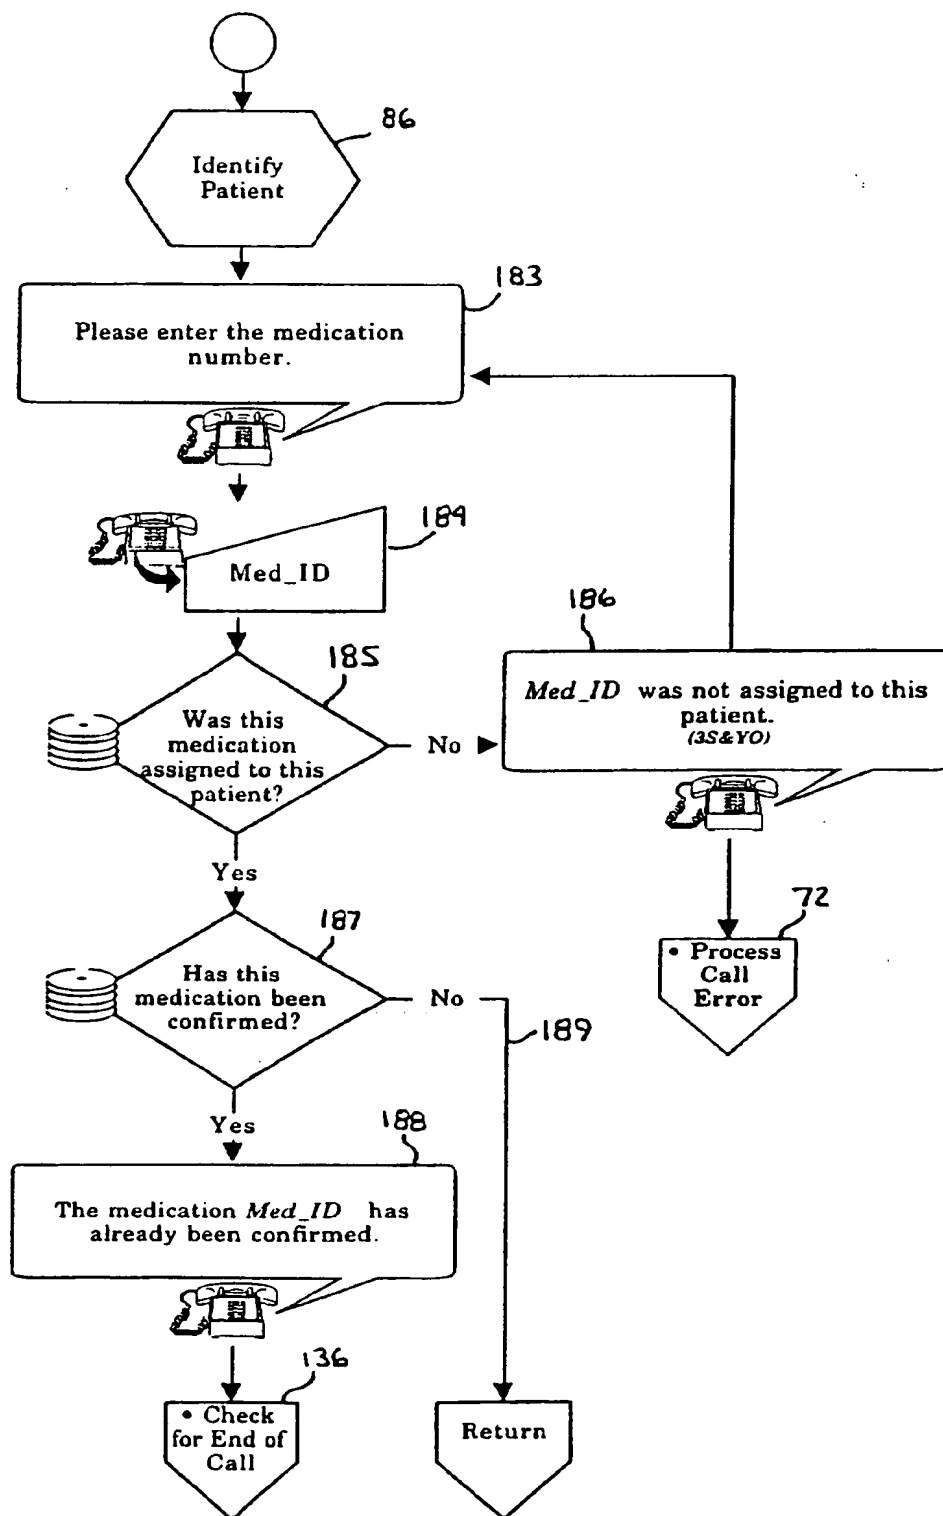 86
Identify
Patient
183
Please enter the medication
number.
184
Med_ID
185
Was this
medication
assigned to this
patient?
No
186
Med_ID was not assigned to this
patient.
(3S&YO)
Yes
72
• Process
Call
Error
187
Has this
medication been
confirmed?
No
189
Yes
188
The medication Med_ID has
already been confirmed.
136
• Check
for End of
Call
Return